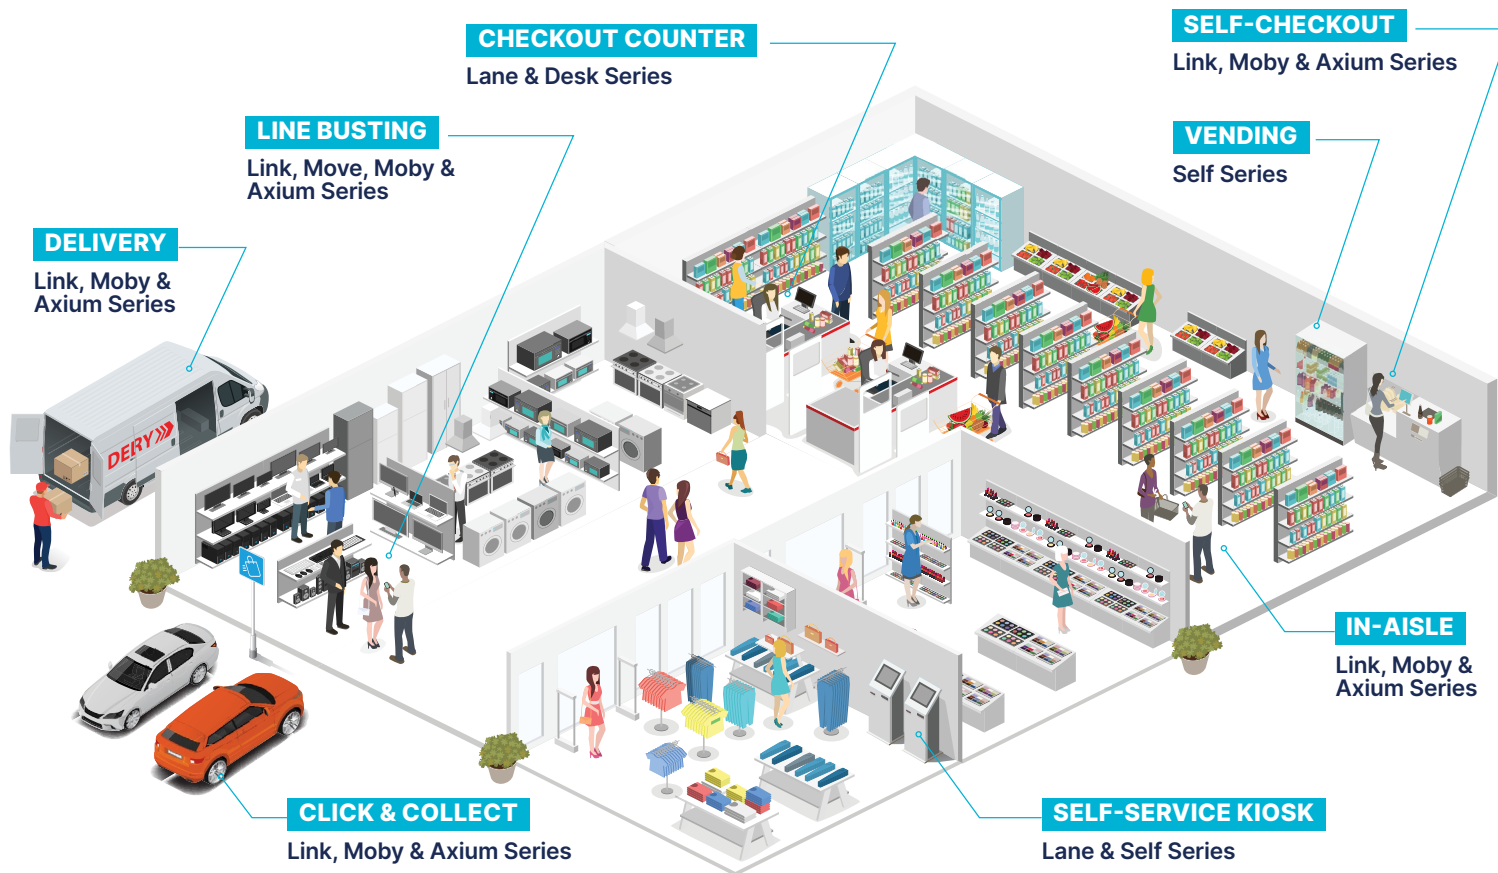 CHECKOUT COUNTER
Lane & Desk Series
SELF-CHECKOUT
Link, Moby & Axium Series
LINE BUSTING
Link, Move, Moby &
Axium Series
VENDING
Self Series
DELIVERY
Link, Moby &
Axium Series
DELRY
IN-AISLE
Link, Moby &
Axium Series
CLICK & COLLECT
Link, Moby & Axium Series
SELF-SERVICE KIOSK
Lane & Self Series